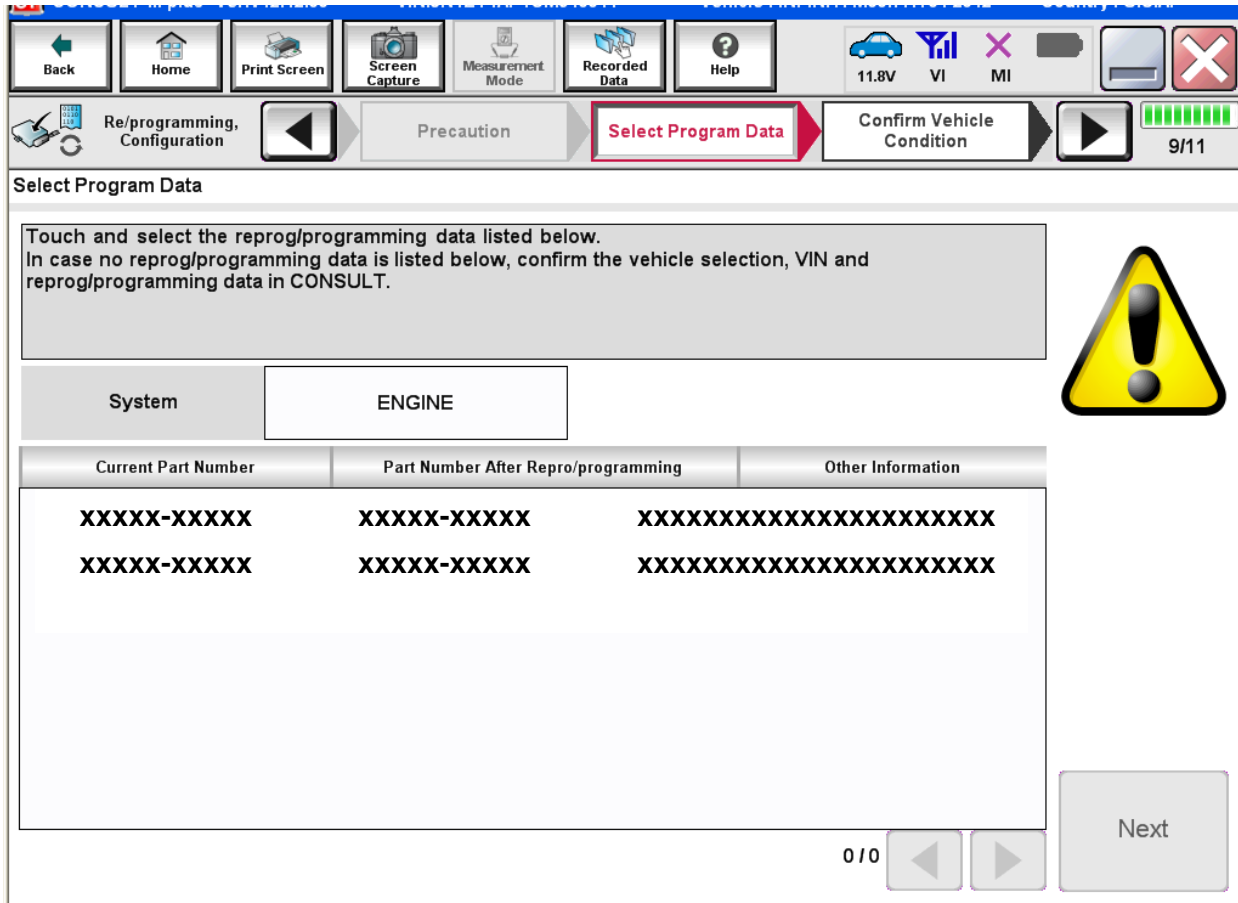 Back
Home
Print Screen
Screen
Capture
Measurement
Mode
Recorded
Data
Help
11.8V
VI
MI
Re/programming,
Configuration
Precaution
Select Program Data
Confirm Vehicle
Condition
9/11
Select Program Data
Touch and select the reprog/programming data listed below.
In case no reprog/programming data is listed below, confirm the vehicle selection, VIN and
reprog/programming data in CONSULT.
System
ENGINE
Current Part Number
Part Number After Repro/programming
Other Information
XXXXX-XXXXX XXXXX-XXXXX XXXXXXXXXXXXXXXXXXXXXX
XXXXX-XXXXX XXXXX-XXXXX XXXXXXXXXXXXXXXXXXXXXX
0/0
Next